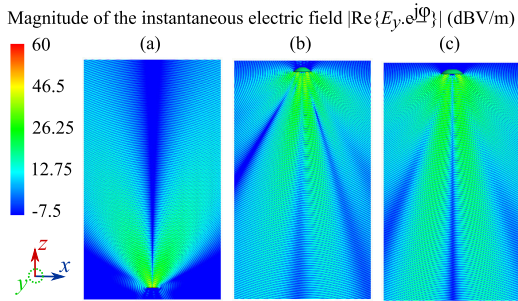 Magnitude of the instantaneous electric field |Re{Ey.ejφ}| (dBV/m)
(a) (b) (c)
60
46.5
26.25
12.75
-7.5
z
y x